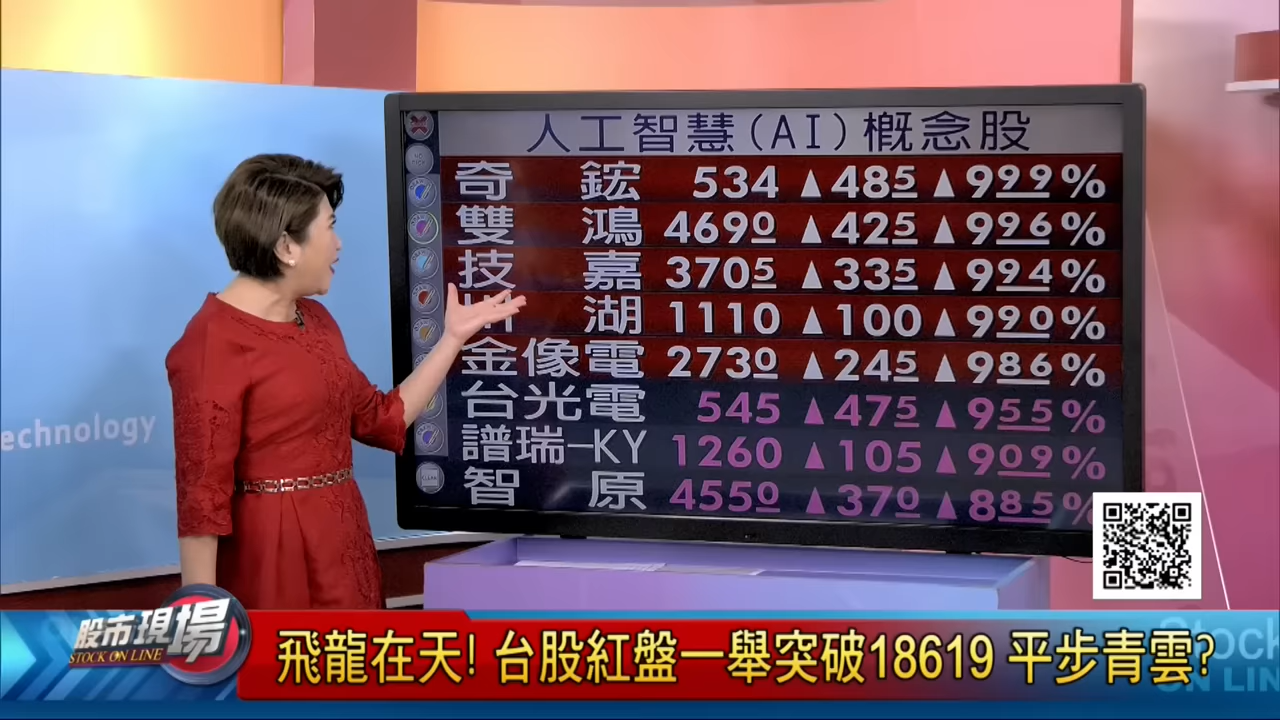 人工智慧(AI)概念股
奇鋐 534 ▲485 ▲999%
雙鴻 4690 ▲425 ▲996%
技嘉 3705 ▲335 ▲994%
川湖 1110 ▲100 ▲990%
金像電 2730 ▲245 ▲986%
台光電 545 ▲475 ▲955%
譜瑞-KY 1260 ▲105 ▲909%
智原 4550 ▲370 ▲885%
echnology
股市現場
STOCK ON LINE
飛龍在天! 台股紅盤一舉突破18619 平步青雲?
Stock
ON LIN